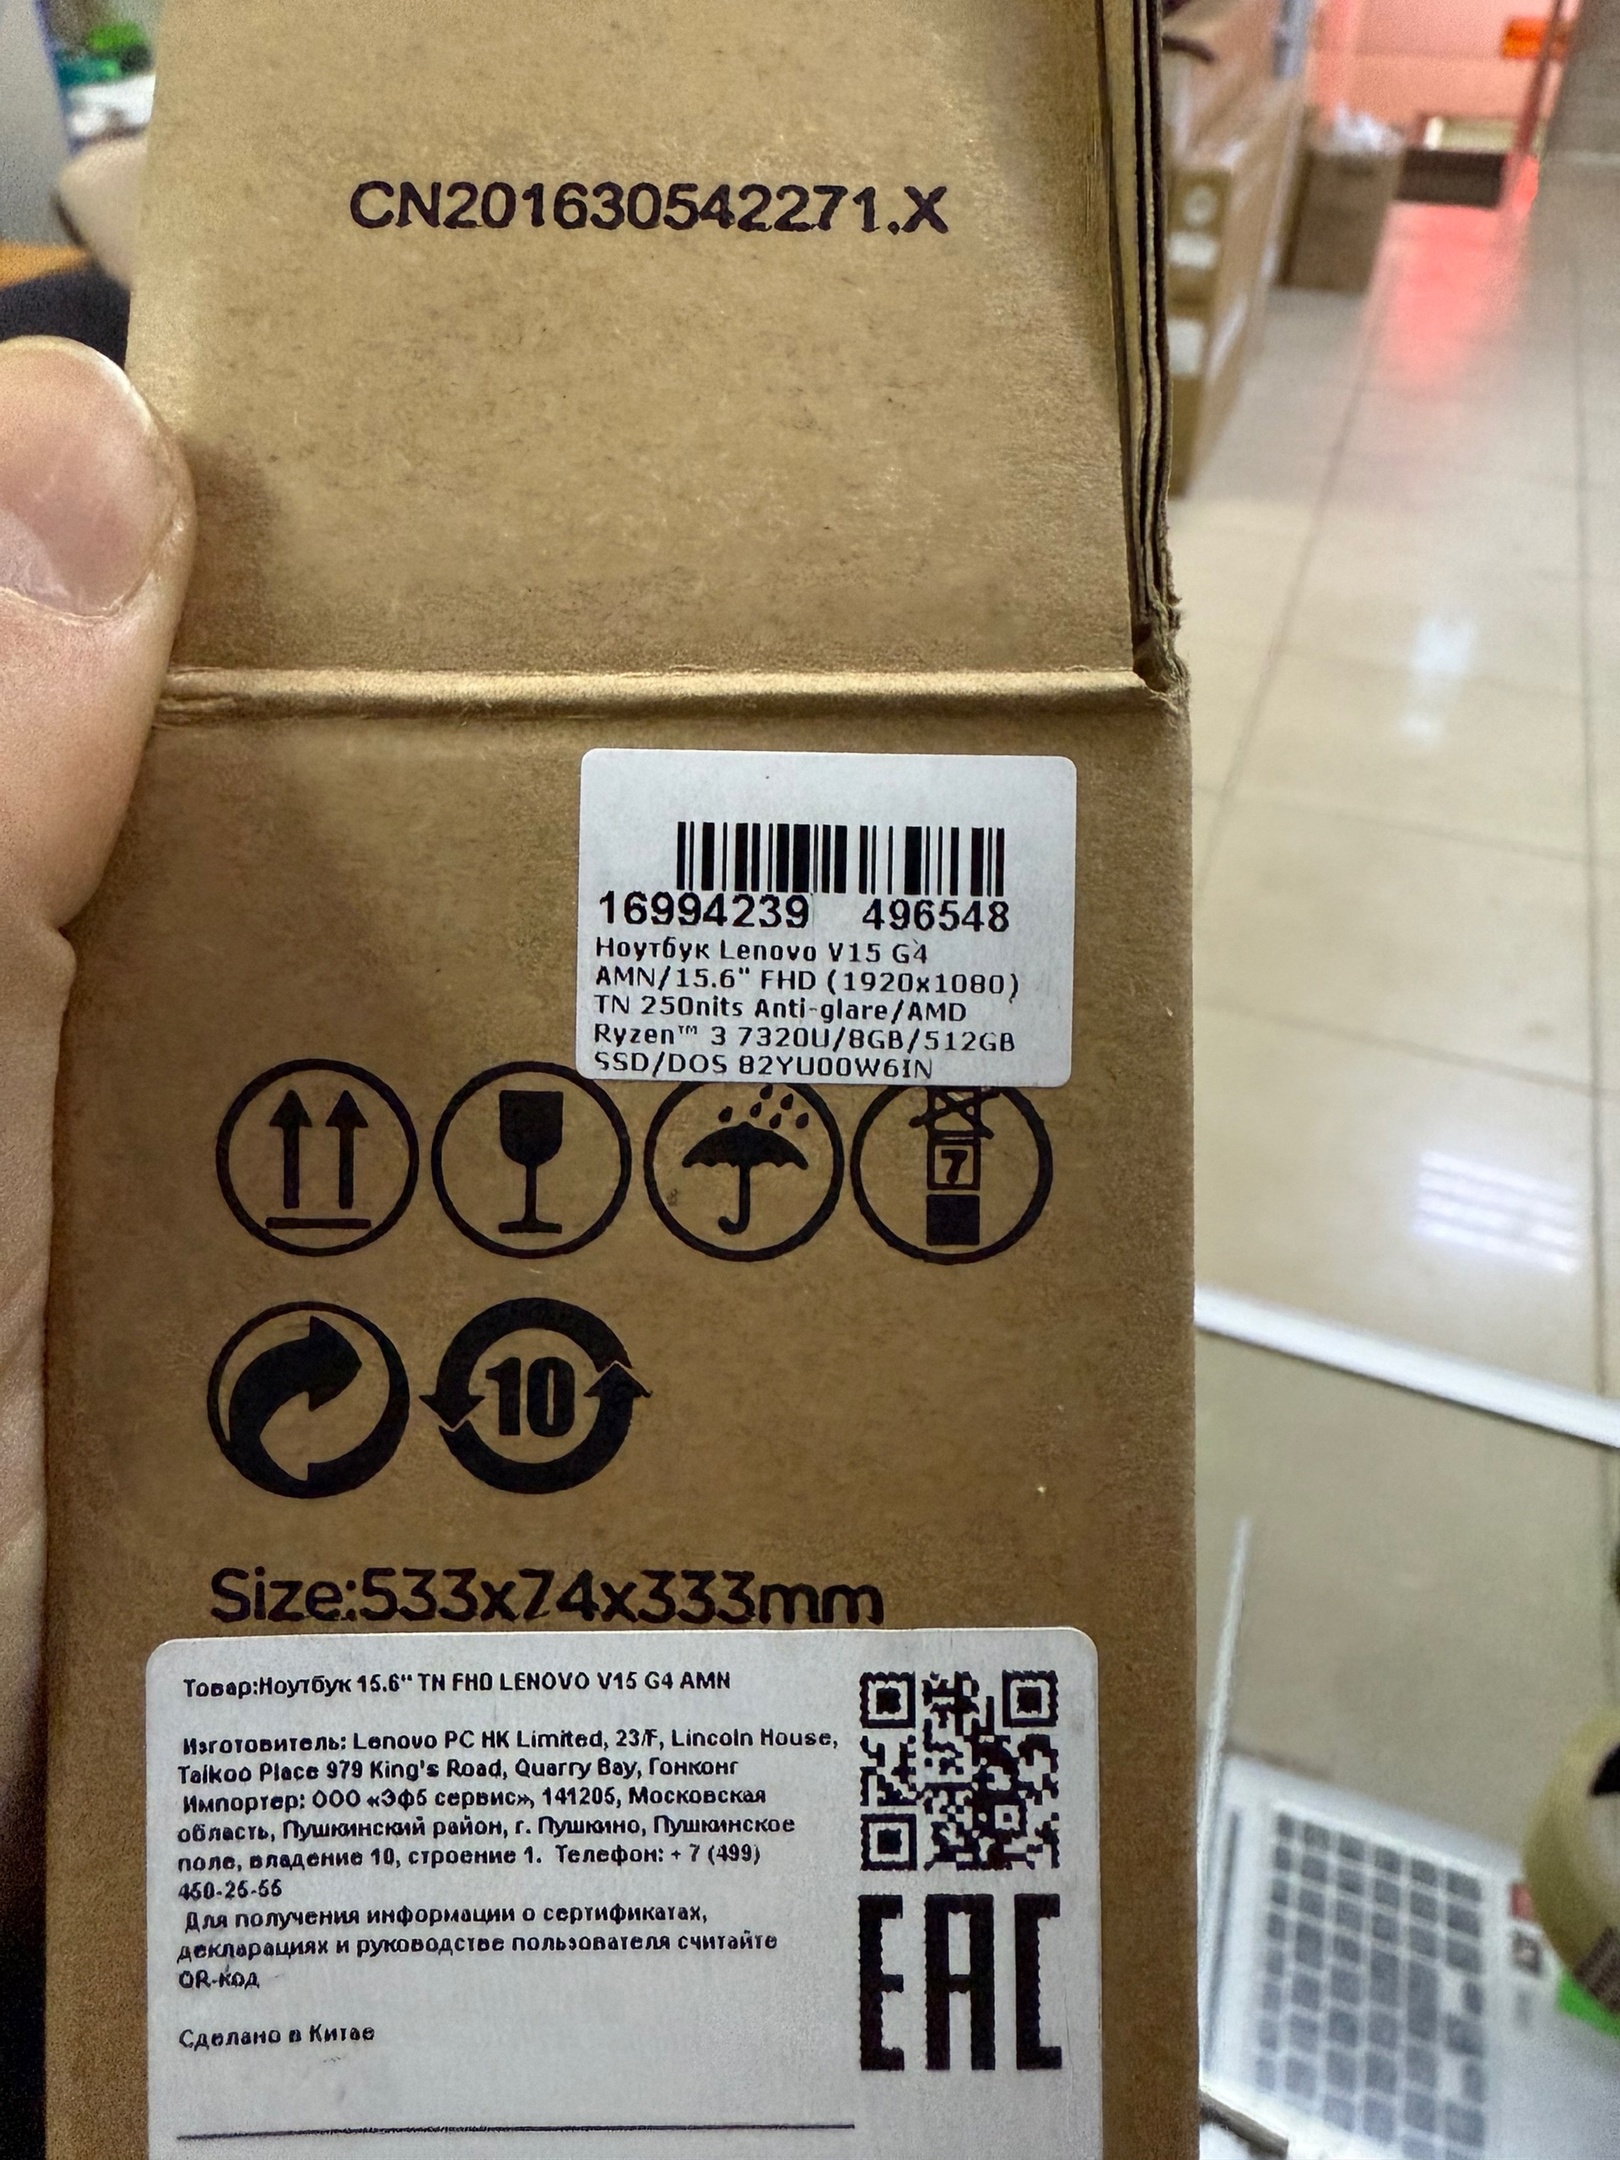 CN201630542271.X
16994239 496548
Ноутбук Lenovo V15 G4
AMN/15.6" FHD (1920x1080)
TN 250nits Anti-glare/AMD
Ryzen™ 3 7320U/8GB/512GB
SSD/DOS 82YU00W6IN
7
10
Size:533x74x333mm
Товар:Ноутбук 15.6" TN FHD LENOVO V15 G4 AMN
Изготовитель: Lenovo PC HK Limited, 23/F, Lincoln House,
Taikoo Place 979 King's Road, Quarry Bay, Гонконг
Импортер: ООО «Эфб сервис», 141205, Московская
область, Пушкинский район, г. Пушкино, Пушкинское
поле, владение 10, строение 1. Телефон: + 7 (499)
450-25-55
Для получения информации о сертификатах,
декларациях и руководстве пользователя считайте
QR-код
Сделано в Китае
EAC